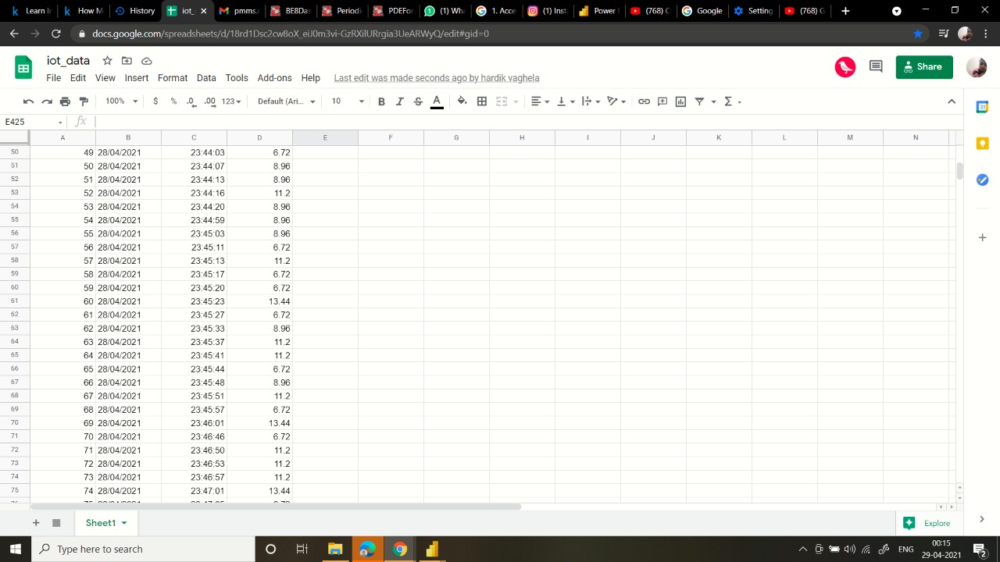 Learn Ir
How M
History
iot_
pmms.
BE8Das
Periodi
PDEFor
(1) Wh
1. Acce
(1) Inst
Power
(768) C
Google
Setting
(768) G
docs.google.com/spreadsheets/d/18rd1Dsc2cw8oX_eiJ0m3vi-GzRXilURrgia3UeARWyQ/edit#gid=0
iot_data
File Edit View Insert Format Data Tools Add-ons Help Last edit was made seconds ago by hardik vaghela
Share
100% $ % .0 .00 123 Default (Ari... 10 B I S A Σ
E425 fx
A B C D E F G H I J K L M N
50 49 28/04/2021 23:44:03 6.72
51 50 28/04/2021 23:44:07 8.96
52 51 28/04/2021 23:44:13 8.96
53 52 28/04/2021 23:44:16 11.2
54 53 28/04/2021 23:44:20 8.96
55 54 28/04/2021 23:44:59 8.96
56 55 28/04/2021 23:45:03 8.96
57 56 28/04/2021 23:45:11 6.72
58 57 28/04/2021 23:45:13 11.2
59 58 28/04/2021 23:45:17 6.72
60 59 28/04/2021 23:45:20 6.72
61 60 28/04/2021 23:45:23 13.44
62 61 28/04/2021 23:45:27 6.72
63 62 28/04/2021 23:45:33 8.96
64 63 28/04/2021 23:45:37 11.2
65 64 28/04/2021 23:45:41 11.2
66 65 28/04/2021 23:45:44 6.72
67 66 28/04/2021 23:45:48 8.96
68 67 28/04/2021 23:45:51 11.2
69 68 28/04/2021 23:45:57 6.72
70 69 28/04/2021 23:46:01 13.44
71 70 28/04/2021 23:46:46 6.72
72 71 28/04/2021 23:46:50 11.2
73 72 28/04/2021 23:46:53 11.2
74 73 28/04/2021 23:46:57 11.2
75 74 28/04/2021 23:47:01 13.44
Sheet1
Explore
Type here to search
ENG
00:15
29-04-2021
2